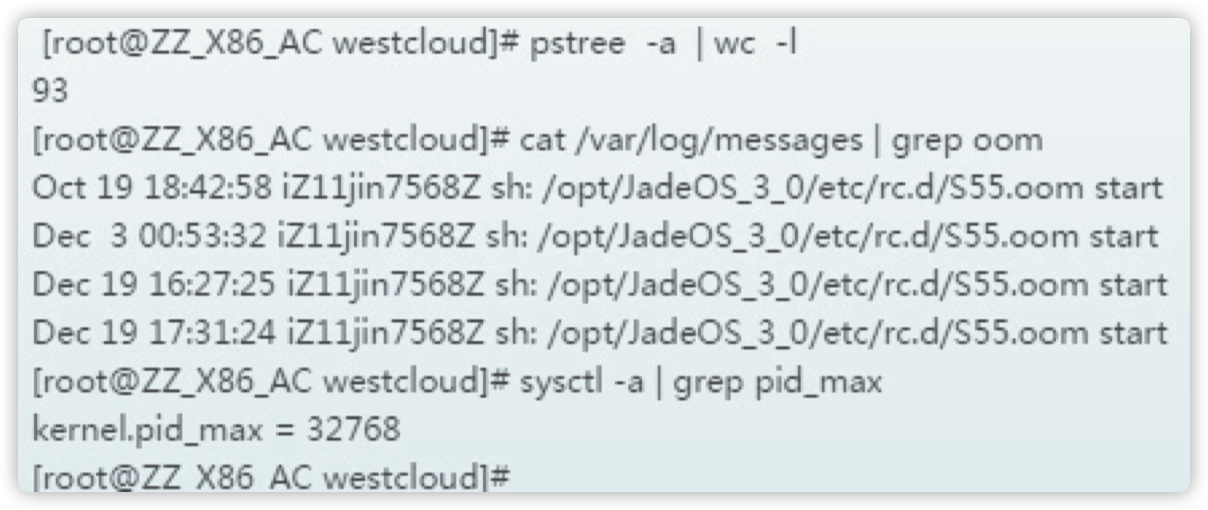 [root@ZZ_X86_AC westcloud]# pstree  -a  | wc  -l
93
[root@ZZ_X86_AC westcloud]# cat /var/log/messages | grep oom
Oct 19 18:42:58 iZ11jin7568Z sh: /opt/JadeOS_3_0/etc/rc.d/S55.oom start
Dec  3 00:53:32 iZ11jin7568Z sh: /opt/JadeOS_3_0/etc/rc.d/S55.oom start
Dec 19 16:27:25 iZ11jin7568Z sh: /opt/JadeOS_3_0/etc/rc.d/S55.oom start
Dec 19 17:31:24 iZ11jin7568Z sh: /opt/JadeOS_3_0/etc/rc.d/S55.oom start
[root@ZZ_X86_AC westcloud]# sysctl -a | grep pid_max
kernel.pid_max = 32768
[root@ZZ_X86_AC westcloud]#